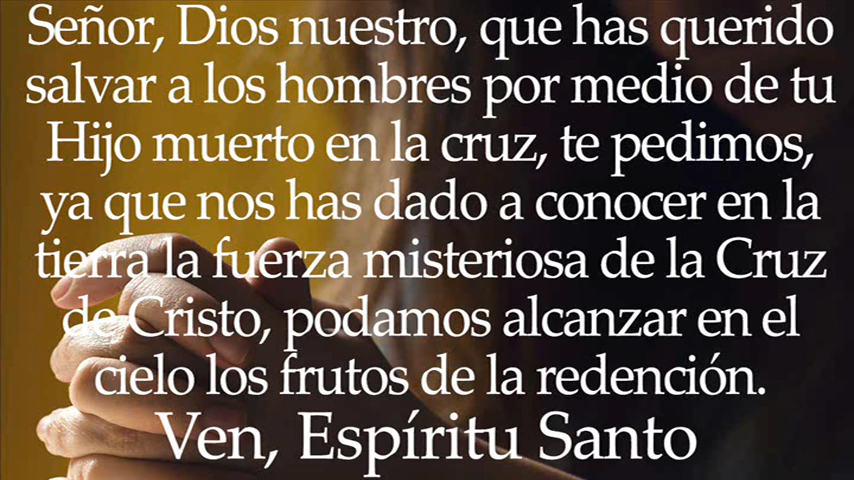 Señor, Dios nuestro, que has querido
salvar a los hombres por medio de tu
Hijo muerto en la cruz, te pedimos,
ya que nos has dado a conocer en la
tierra la fuerza misteriosa de la Cruz
de Cristo, podamos alcanzar en el
cielo los frutos de la redención.
Ven, Espíritu Santo